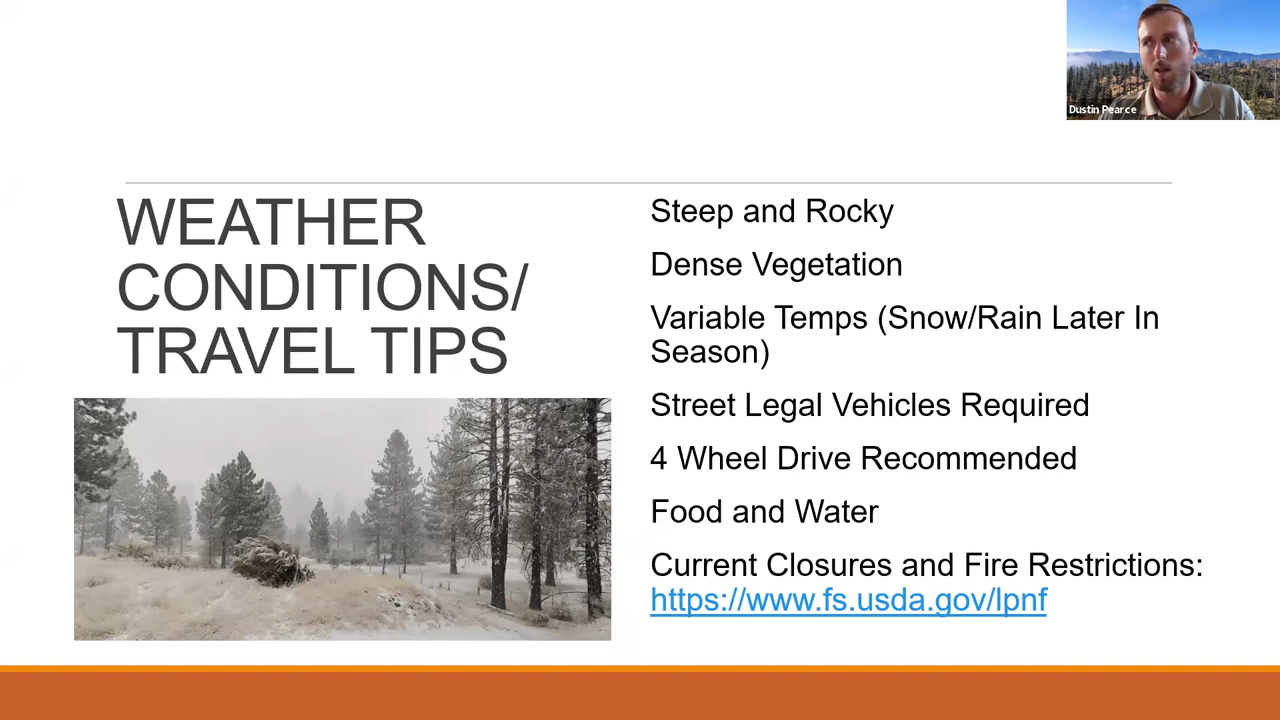 Dustin Pearce
WEATHER
CONDITIONS/
TRAVEL TIPS
Steep and Rocky
Dense Vegetation
Variable Temps (Snow/Rain Later In
Season)
Street Legal Vehicles Required
4 Wheel Drive Recommended
Food and Water
Current Closures and Fire Restrictions:
https://www.fs.usda.gov/lpnf